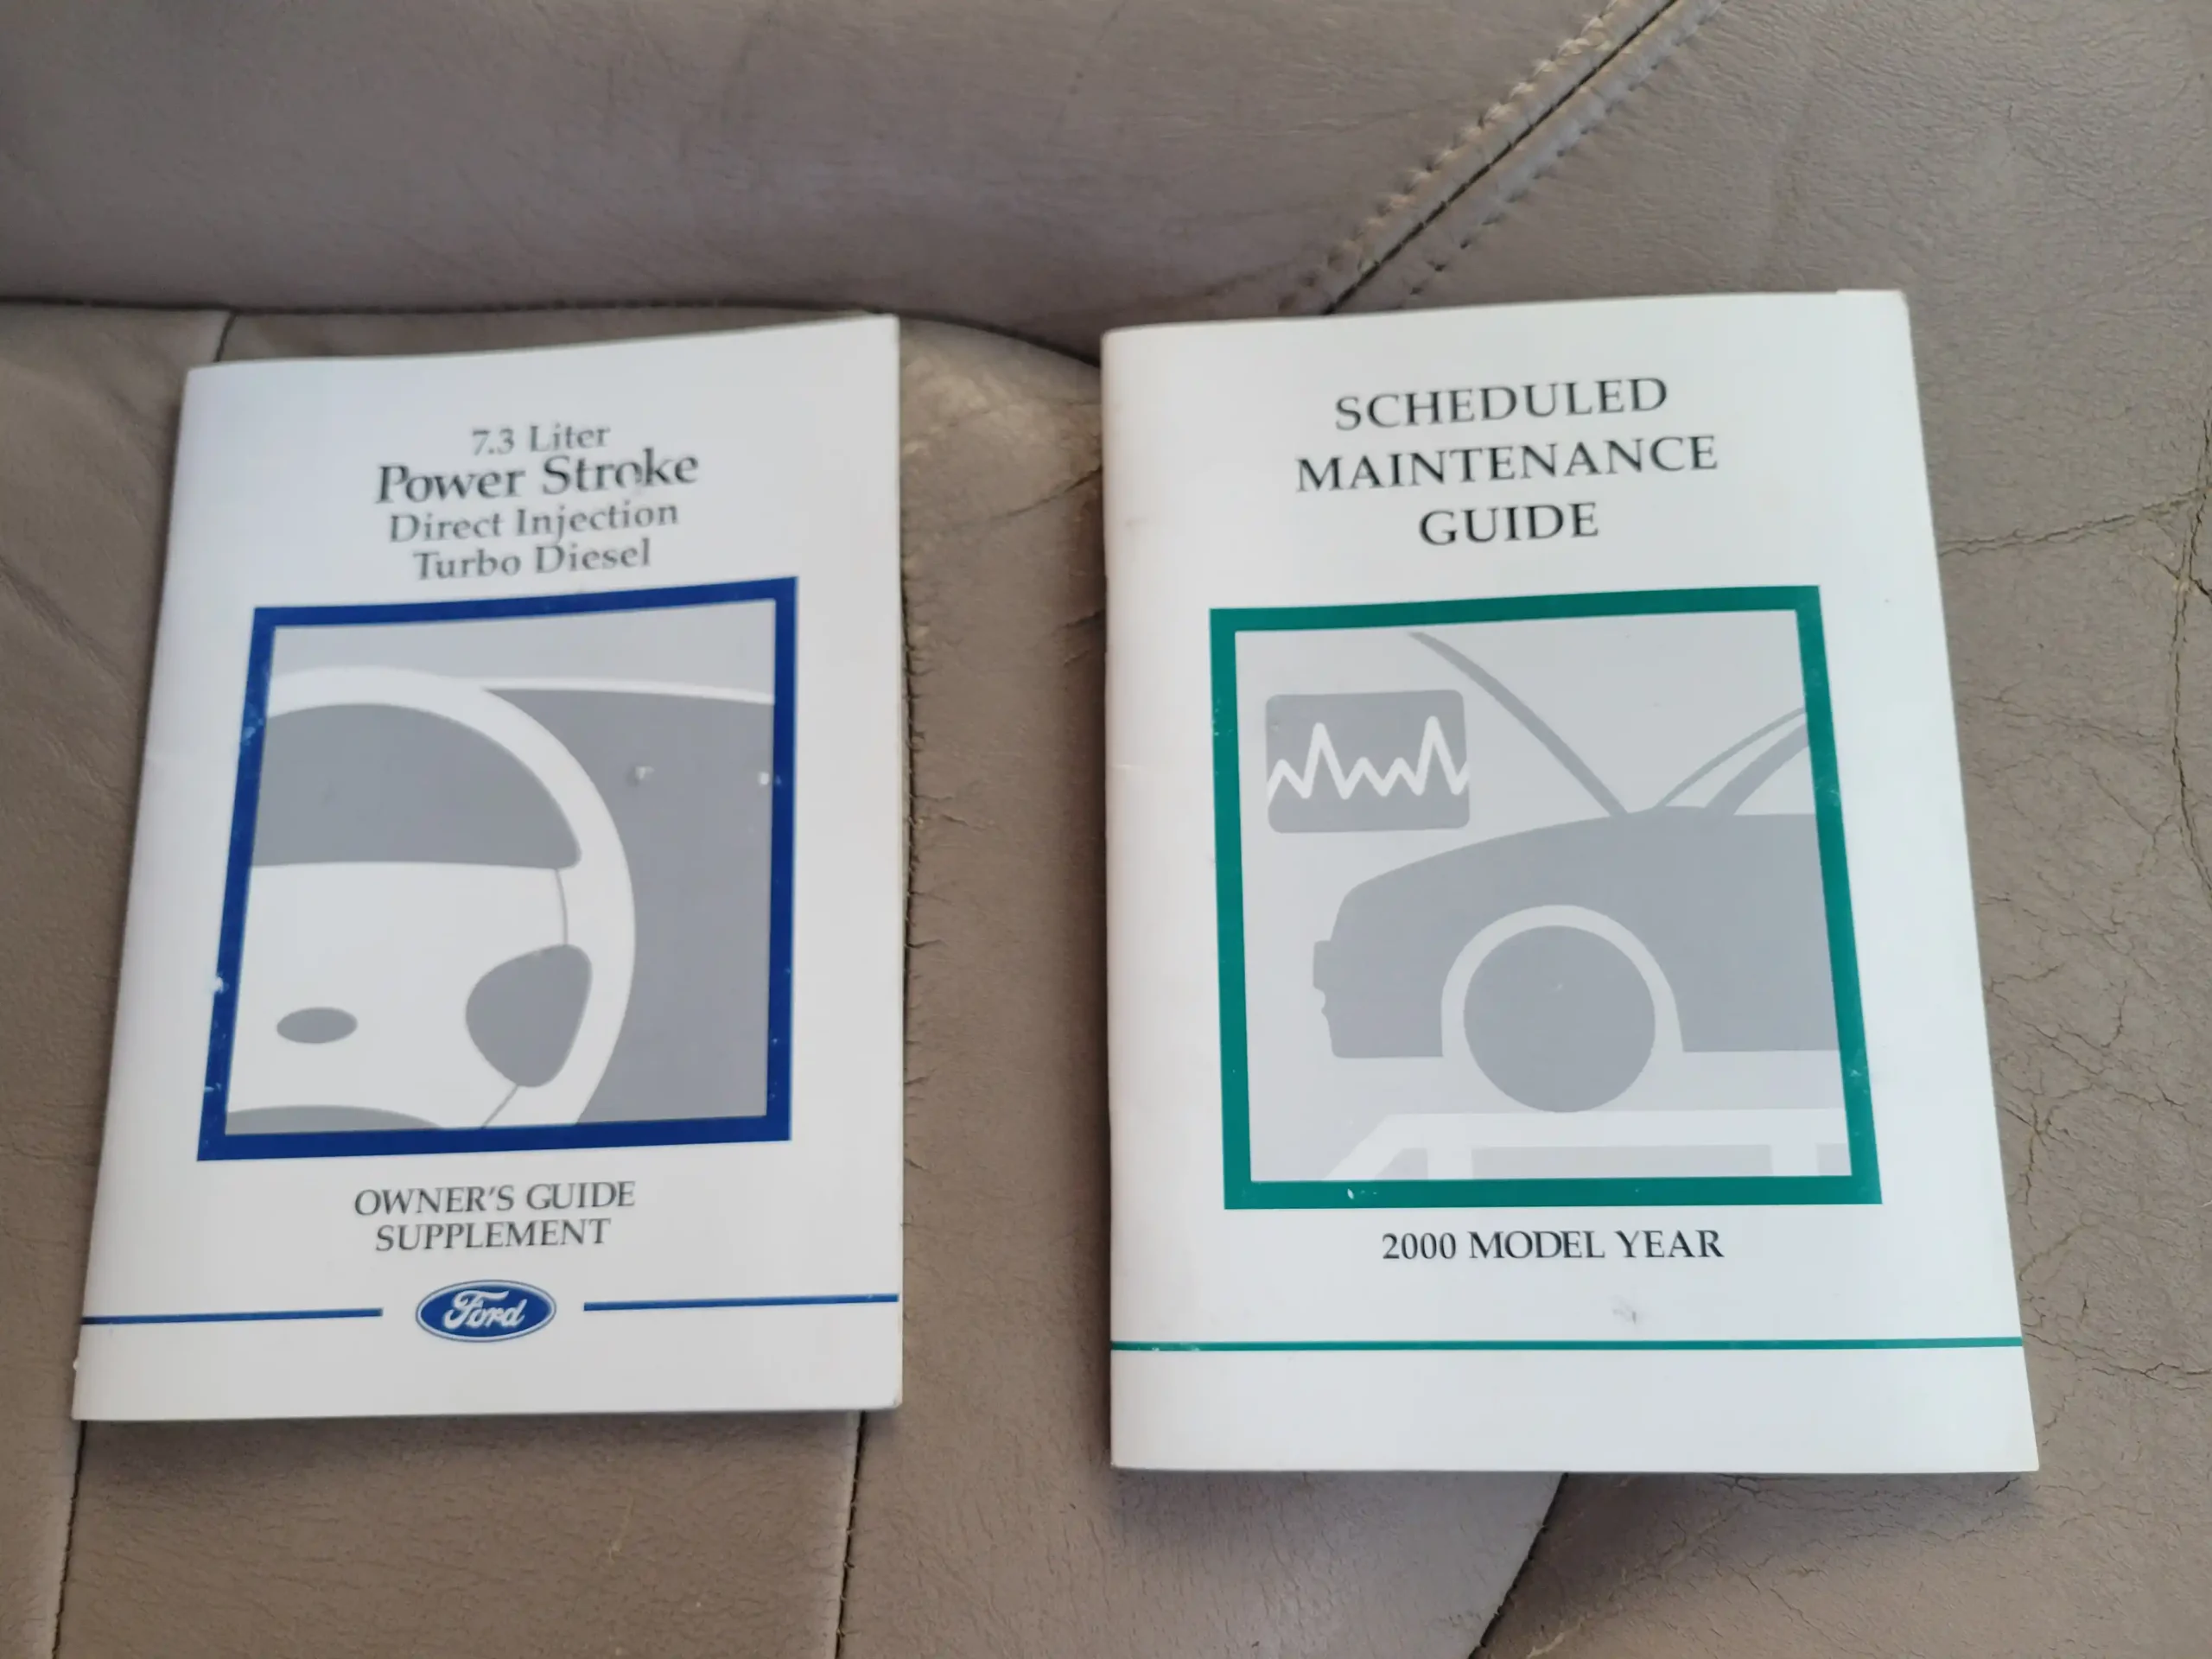 7.3 Liter
Power Stroke
Direct Injection
Turbo Diesel
OWNER'S GUIDE
SUPPLEMENT
Ford
SCHEDULED
MAINTENANCE
GUIDE
2000 MODEL YEAR